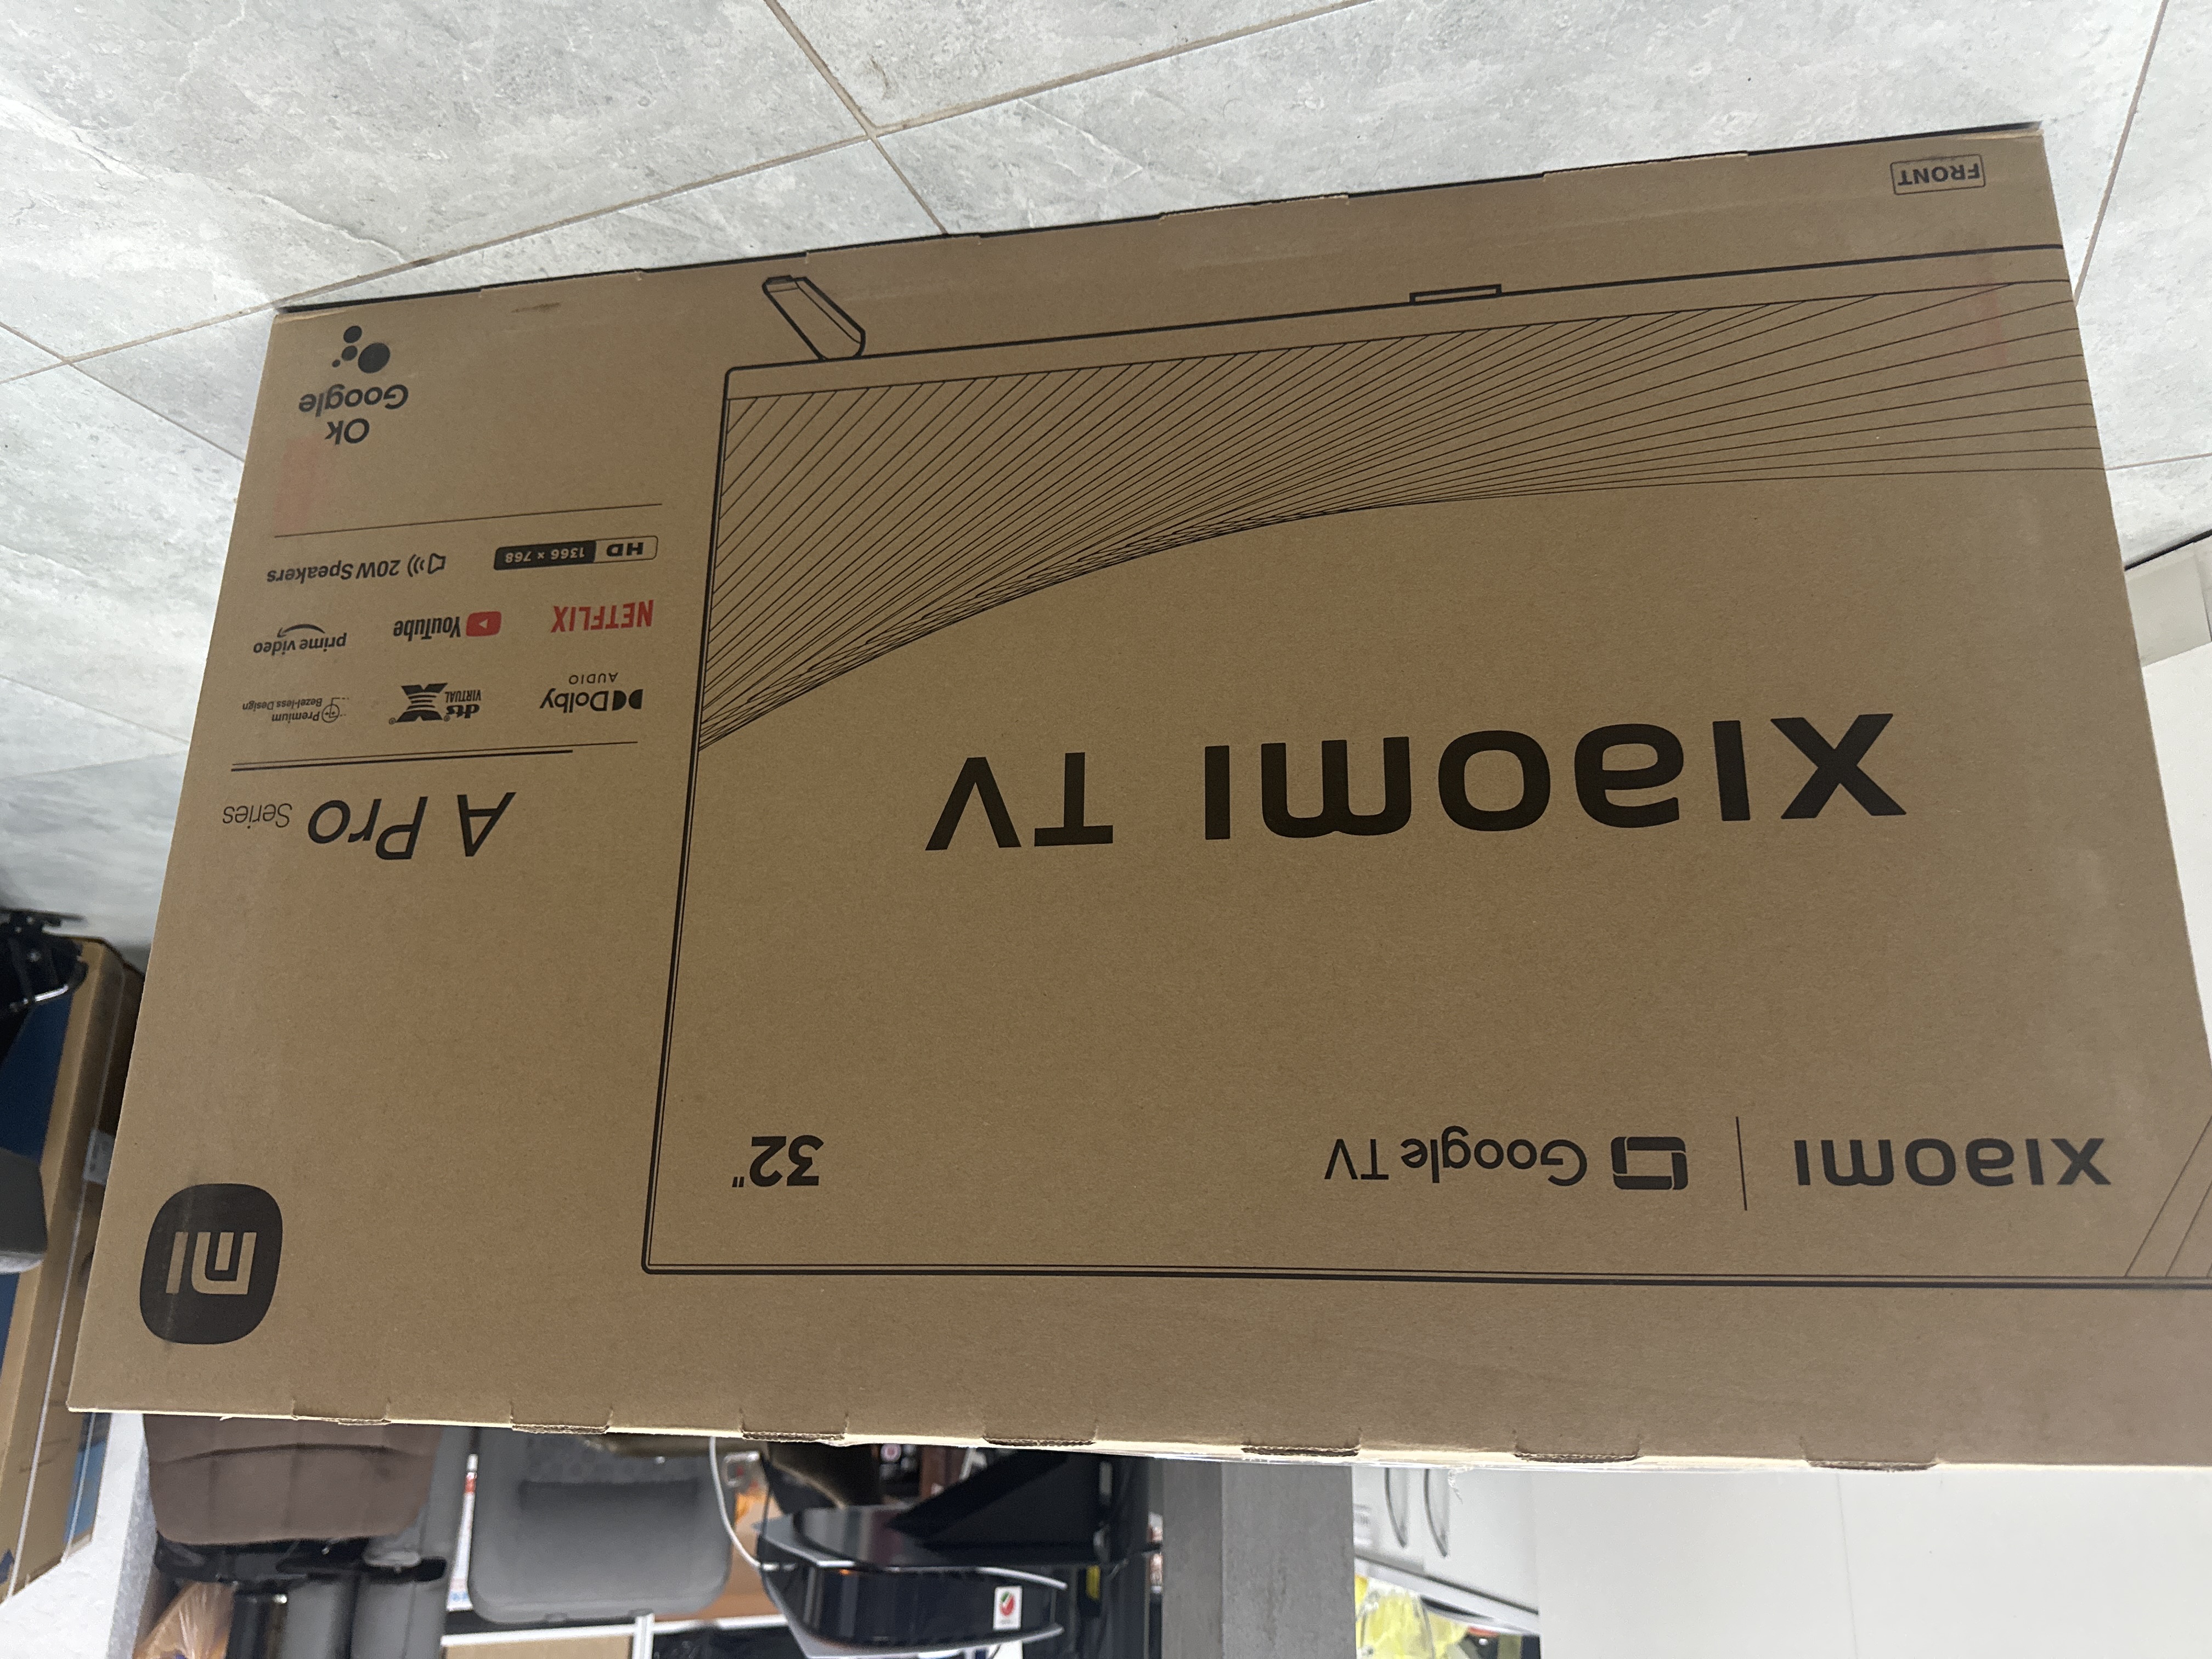 xiaomi
Google TV
32"
xiaomi TV
FRONT
mi
A Pro Series
Dolby
AUDIO
dts
VIRTUAL
X
Premium
Bezel-less Design
NETFLIX
YouTube
prime video
HD 1366 × 768
20W Speakers
Ok
Google